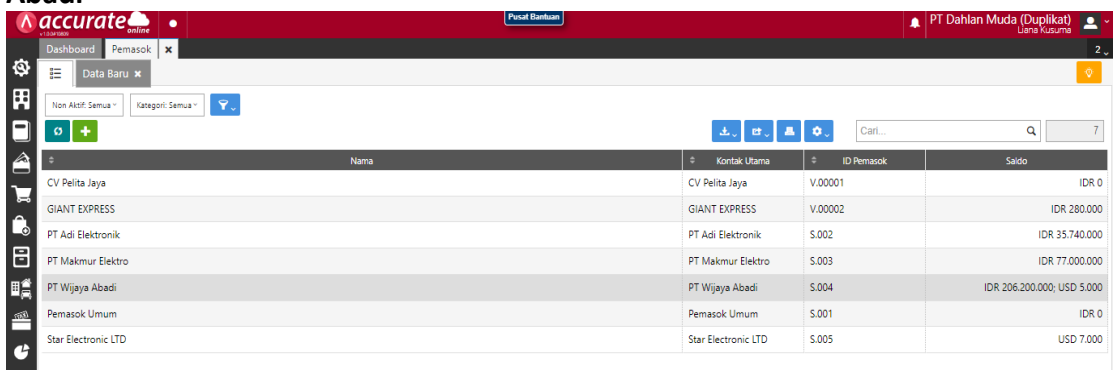 accurate online
Pusat Bantuan
PT Dahlan Muda (Duplikat)
Liana Kusuma
Dashboard Pemasok
2
Data Baru
Non Aktif: Semua Kategori: Semua
Cari... 7
Nama Kontak Utama ID Pemasok Saldo
CV Pelita Jaya CV Pelita Jaya V.00001 IDR 0
GIANT EXPRESS GIANT EXPRESS V.00002 IDR 280.000
PT Adi Elektronik PT Adi Elektronik S.002 IDR 35.740.000
PT Makmur Elektro PT Makmur Elektro S.003 IDR 77.000.000
PT Wijaya Abadi PT Wijaya Abadi S.004 IDR 206.200.000; USD 5.000
Pemasok Umum Pemasok Umum S.001 IDR 0
Star Electronic LTD Star Electronic LTD S.005 USD 7.000